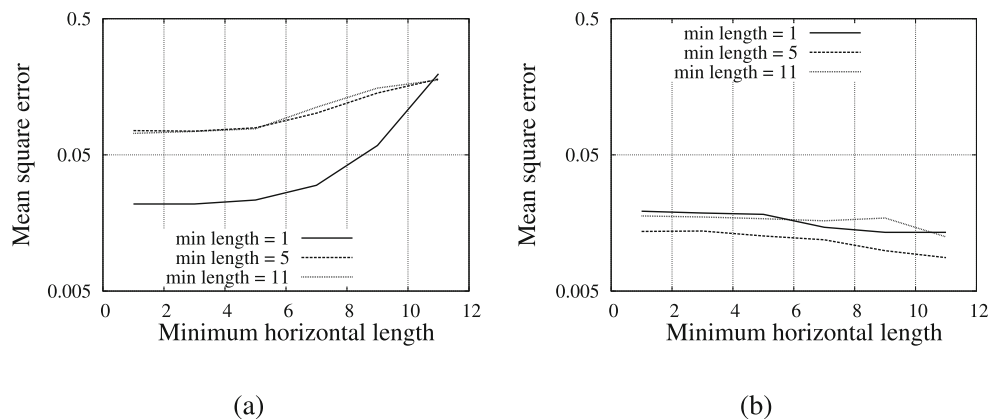 0.5
0.05
0.005
Mean square error
min length = 1
min length = 5
min length = 11
0 2 4 6 8 10 12
Minimum horizontal length
(a)
0.5
0.05
0.005
Mean square error
min length = 1
min length = 5
min length = 11
0 2 4 6 8 10 12
Minimum horizontal length
(b)